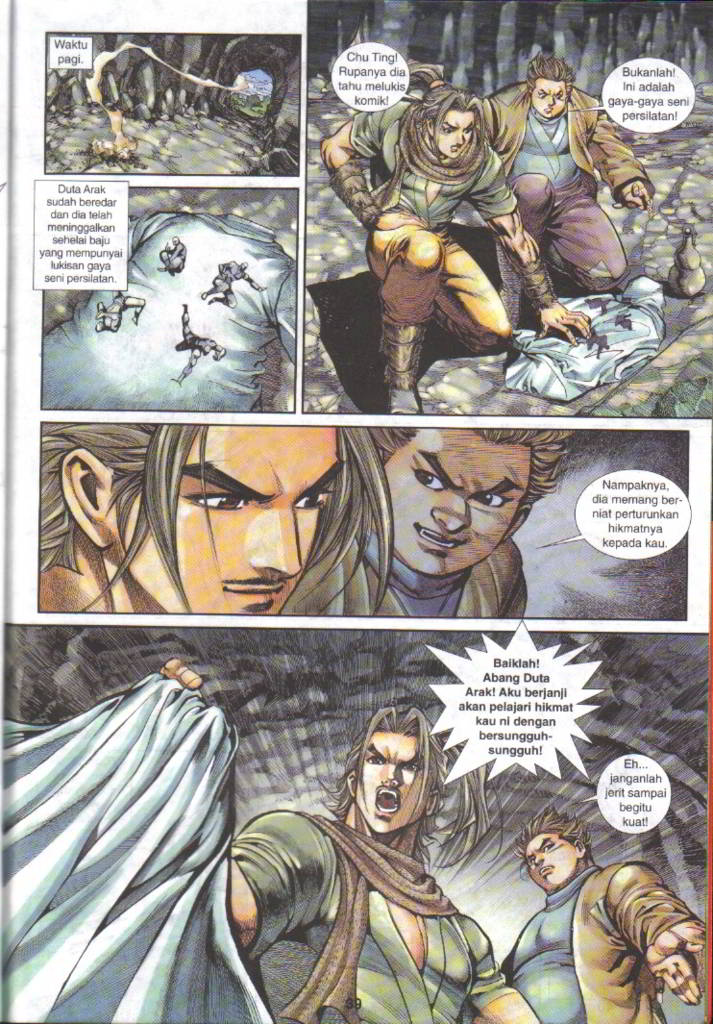 Waktu
pagi.
Duta Arak
sudah beredar
dan dia telah
meninggalkan
sehelai baju
yang mempunyai
lukisan gaya
seni persilatan.
Chu Ting!
Rupanya dia
tahu melukis
komik!
Bukanlah!
Ini adalah
gaya-gaya seni
persilatan!
Nampaknya,
dia memang ber-
niat perturunkan
hikmatnya
kepada kau.
Baiklah!
Abang Duta
Arak! Aku berjanji
akan pelajari hikmat
kau ni dengan
bersungguh-
sungguh!
Eh...
janganlah
jerit sampai
begitu
kuat!
39